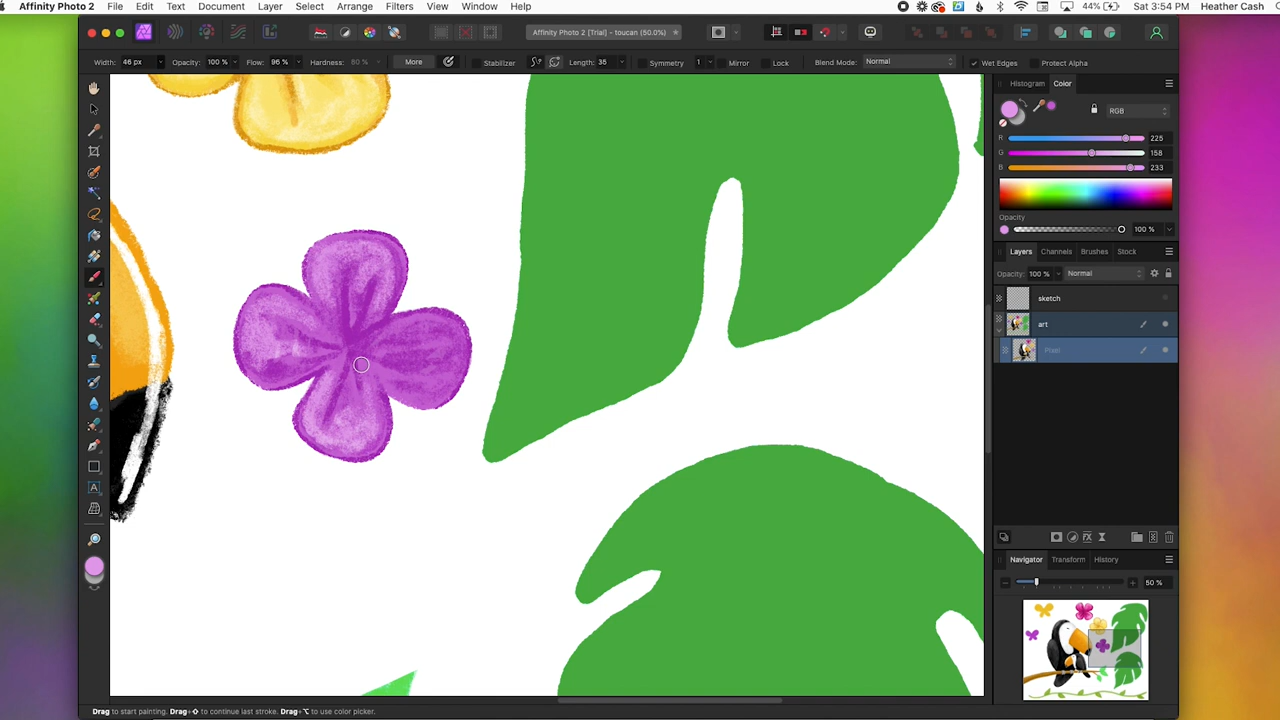 Affinity Photo 2 File Edit Text Document Layer Select Arrange Filters View Window Help 44% Sat 3:54 PM Heather Cash
Affinity Photo 2 [Trial] - toucan (50.0%)
Width: 46 px Opacity: 100 % Flow: 96 % Hardness: 80 % More Stabilizer Length: 35 Symmetry 1 Mirror Lock Blend Mode: Normal Wet Edges Protect Alpha
Histogram Color
RGB
R 225
G 158
B 233
Opacity
100 %
Layers Channels Brushes Stock
Opacity: 100 % Normal
sketch
art
Pixel
FX
Navigator Transform History
50 %
Drag to start painting. Drag+⇧ to continue last stroke. Drag+⌥ to use color picker.